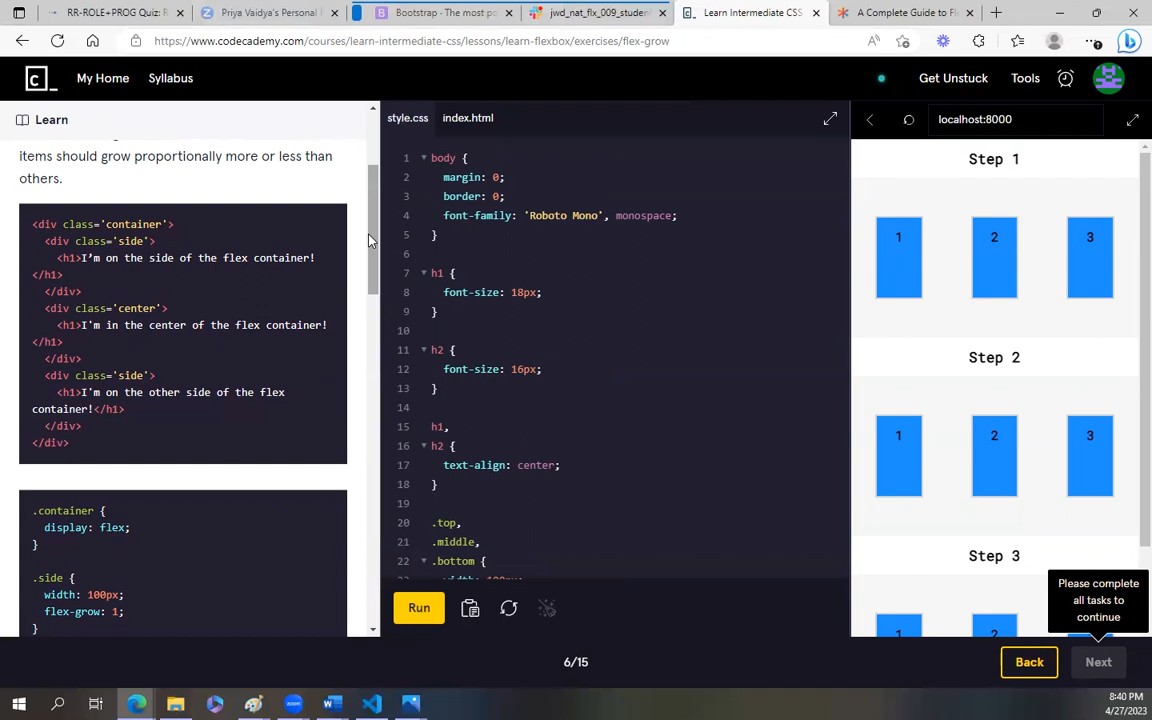 RR-ROLE+PROG Quiz: R
Priya Vaidya's Personal
Bootstrap - The most po
jwd_nat_flx_009_studen
Learn Intermediate CSS
A Complete Guide to Fl
https://www.codecademy.com/courses/learn-intermediate-css/lessons/learn-flexbox/exercises/flex-grow
My Home
Syllabus
Get Unstuck
Tools
Learn
items should grow proportionally more or less than
others.
<div class='container'>
<div class='side'>
<h1>I’m on the side of the flex container!
</h1>
</div>
<div class='center'>
<h1>I'm in the center of the flex container!
</h1>
</div>
<div class='side'>
<h1>I'm on the other side of the flex
container!</h1>
</div>
</div>
.container {
display: flex;
}
.side {
width: 100px;
flex-grow: 1;
}
style.css
index.html
1 body {
2 margin: 0;
3 border: 0;
4 font-family: 'Roboto Mono', monospace;
5 }
6
7 h1 {
8 font-size: 18px;
9 }
10
11 h2 {
12 font-size: 16px;
13 }
14
15 h1,
16 h2 {
17 text-align: center;
18 }
19
20 .top,
21 .middle,
22 .bottom {
23 width: 100px;
Run
localhost:8000
Step 1
1 2 3
Step 2
1 2 3
Step 3
1 2
Please complete
all tasks to
continue
6/15
Back
Next
8:40 PM
4/27/2023